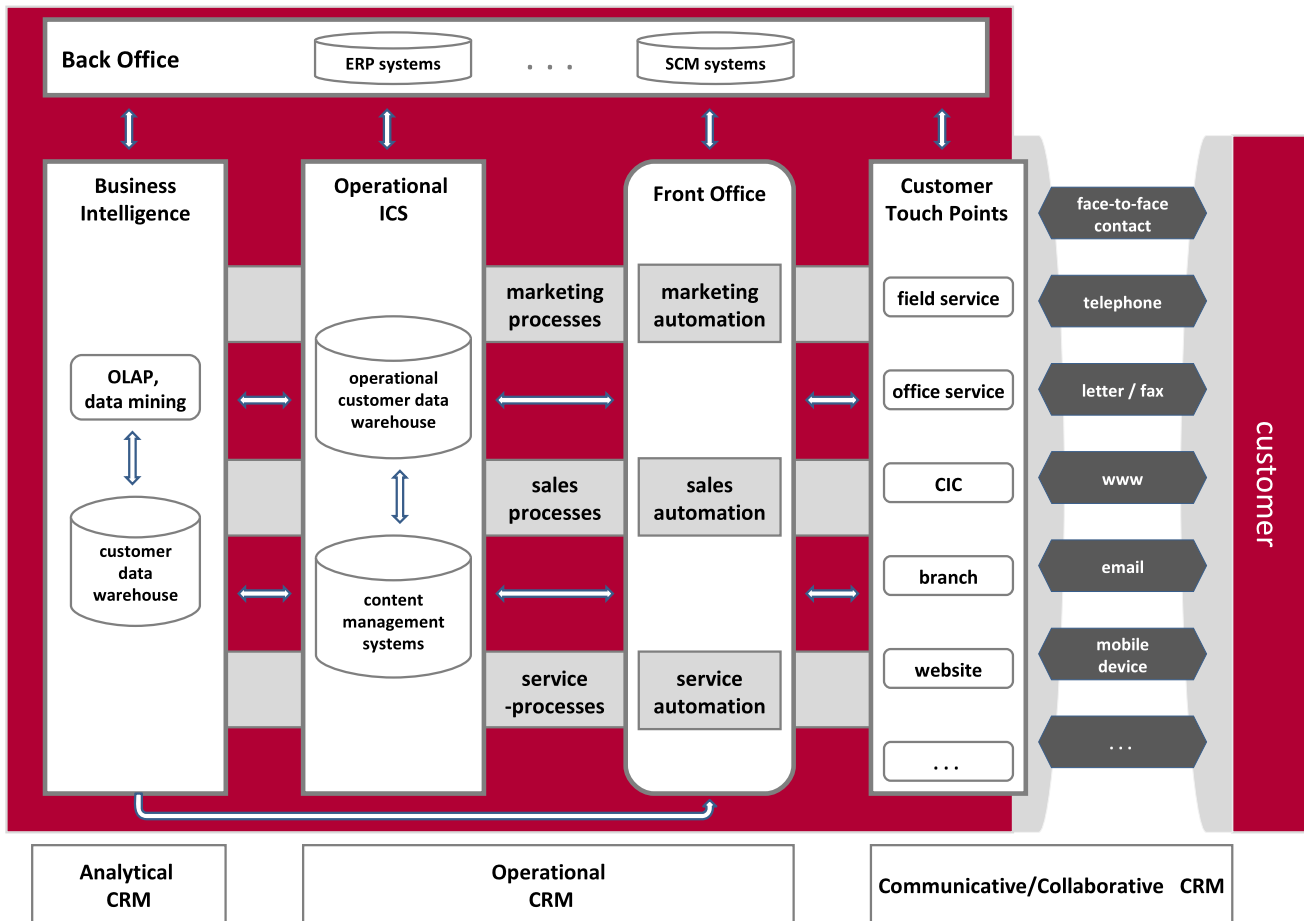 Back Office
ERP systems
. . .
SCM systems
Business
Intelligence
OLAP,
data mining
customer
data
warehouse
Operational
ICS
operational
customer data
warehouse
content
management
systems
marketing
processes
sales
processes
service
-processes
Front Office
marketing
automation
sales
automation
service
automation
Customer
Touch Points
field service
office service
CIC
branch
website
. . .
face-to-face
contact
telephone
letter / fax
www
email
mobile
device
. . .
customer
Analytical
CRM
Operational
CRM
Communicative/Collaborative CRM